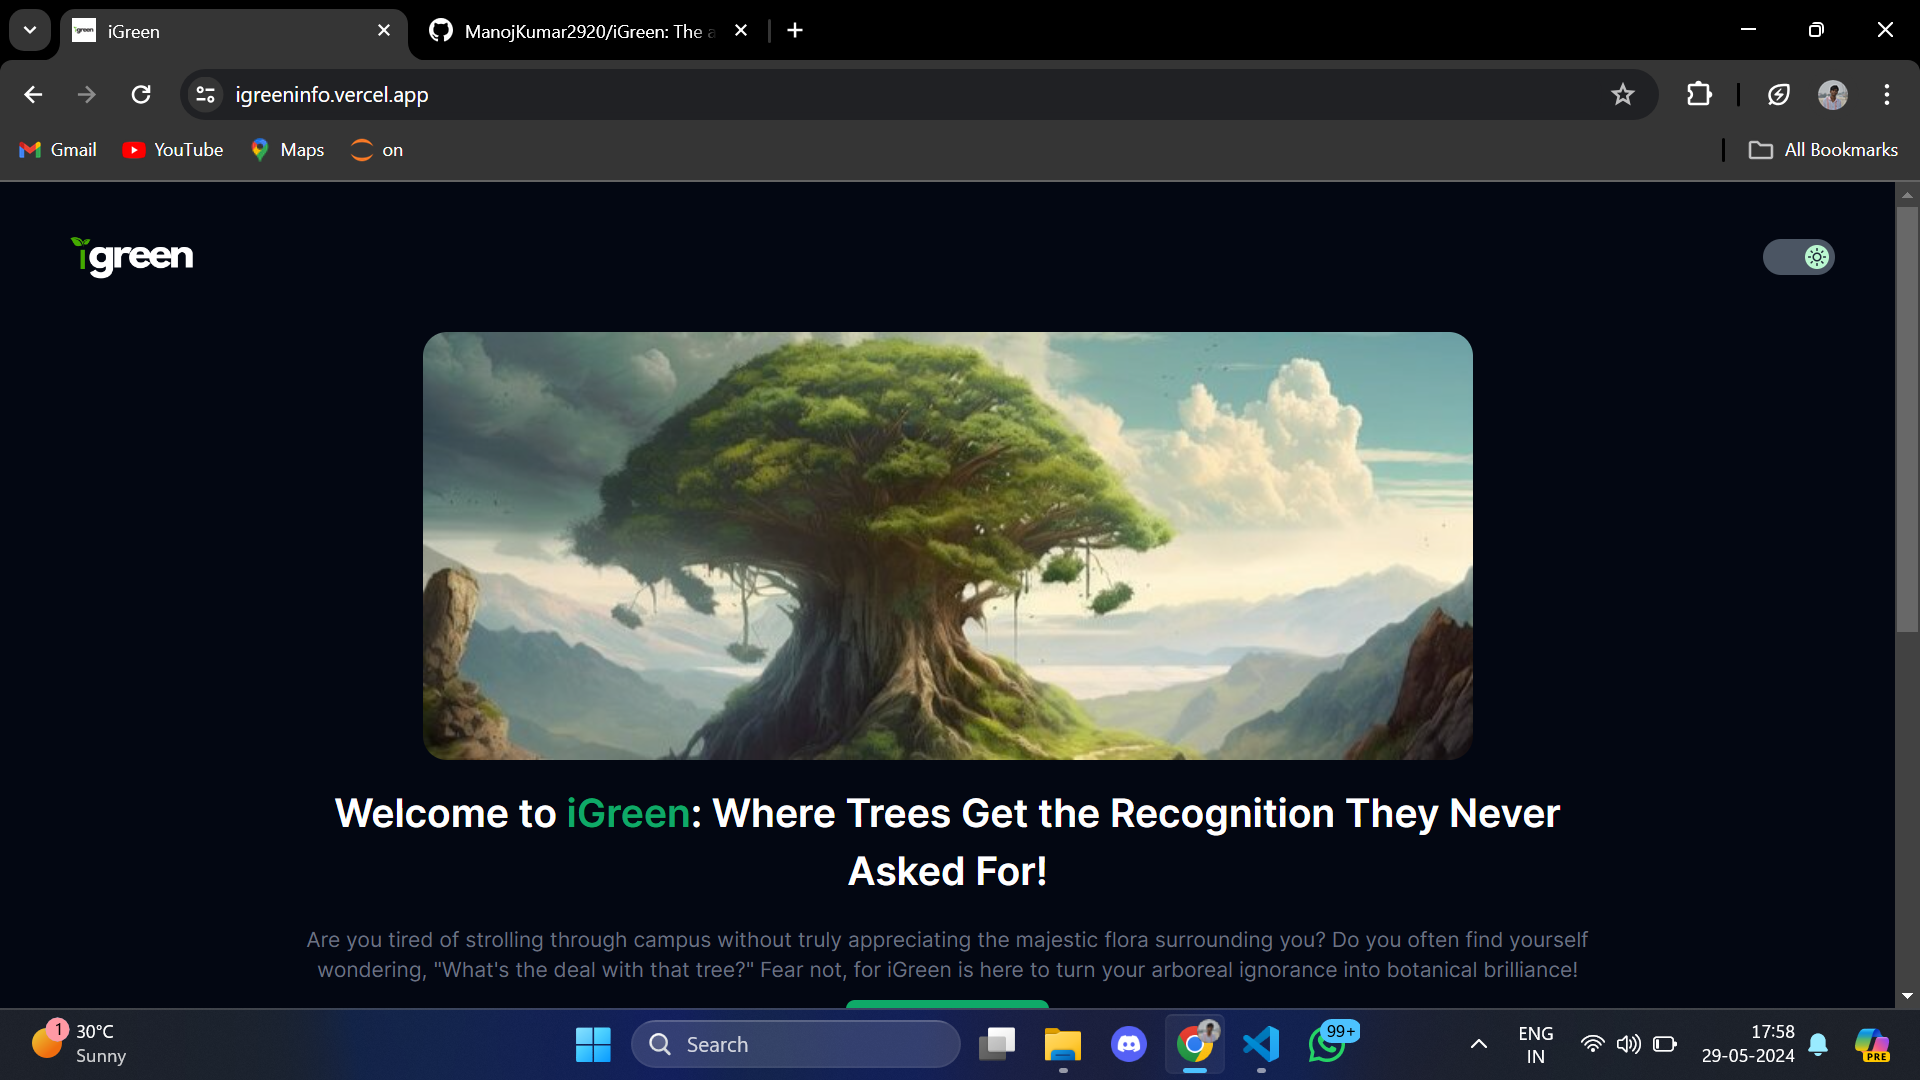 iGreen
ManojKumar2920/iGreen: The a
igreeninfo.vercel.app
Gmail
YouTube
Maps
on
All Bookmarks
igreen
Welcome to iGreen: Where Trees Get the Recognition They Never
Asked For!
Are you tired of strolling through campus without truly appreciating the majestic flora surrounding you? Do you often find yourself
wondering, "What's the deal with that tree?" Fear not, for iGreen is here to turn your arboreal ignorance into botanical brilliance!
1
30°C
Sunny
Search
99+
ENG
IN
17:58
29-05-2024
PRE